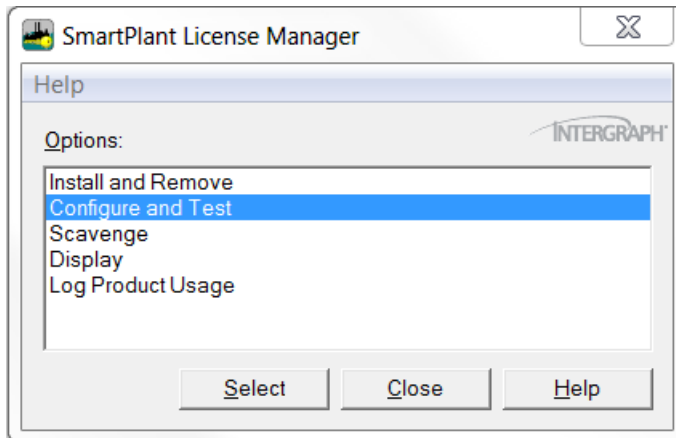 SmartPlant License Manager
Help
Options:
INTERGRAPH
Install and Remove
Configure and Test
Scavenge
Display
Log Product Usage
Select Close Help